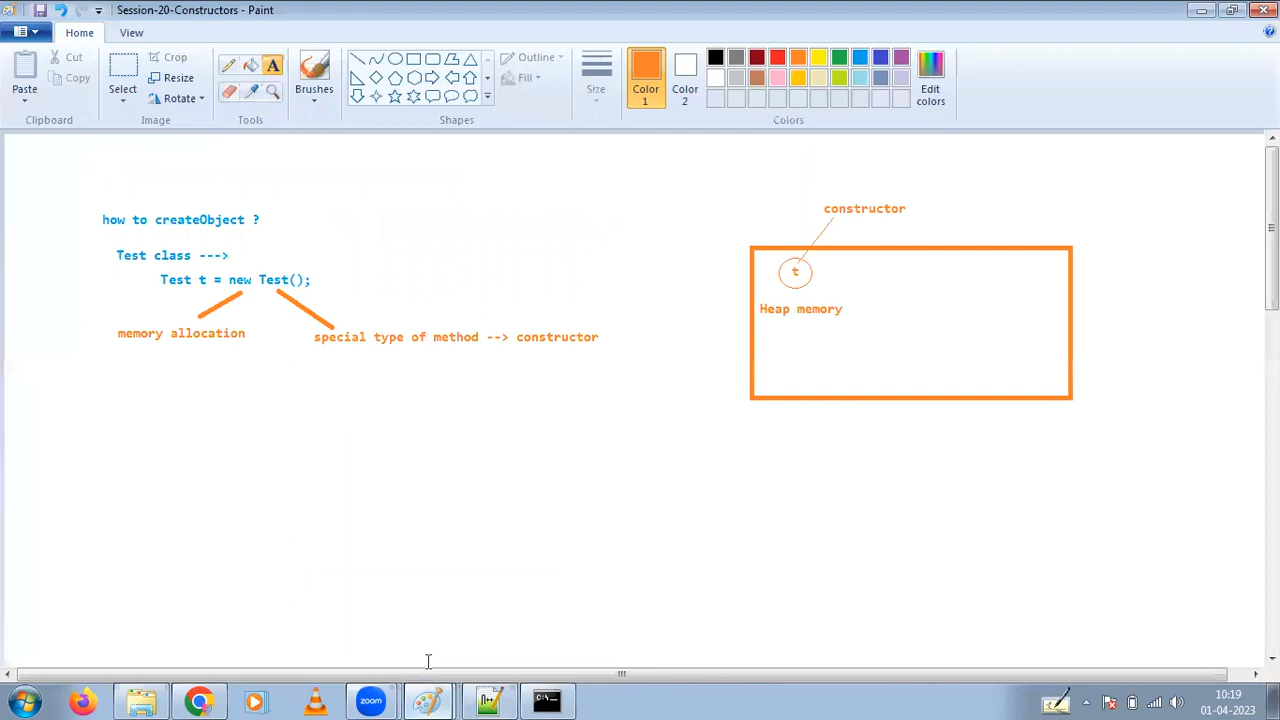 Session-20-Constructors - Paint
Home
View
Paste
Cut
Copy
Clipboard
Select
Crop
Resize
Rotate
Image
A
Tools
Brushes
Shapes
Outline
Fill
Size
Color 1
Color 2
Edit colors
Colors
how to createObject ?
Test class --->
Test t = new Test();
memory allocation
special type of method --> constructor
constructor
t
Heap memory
zoom
C:\.
10:19
01-04-2023